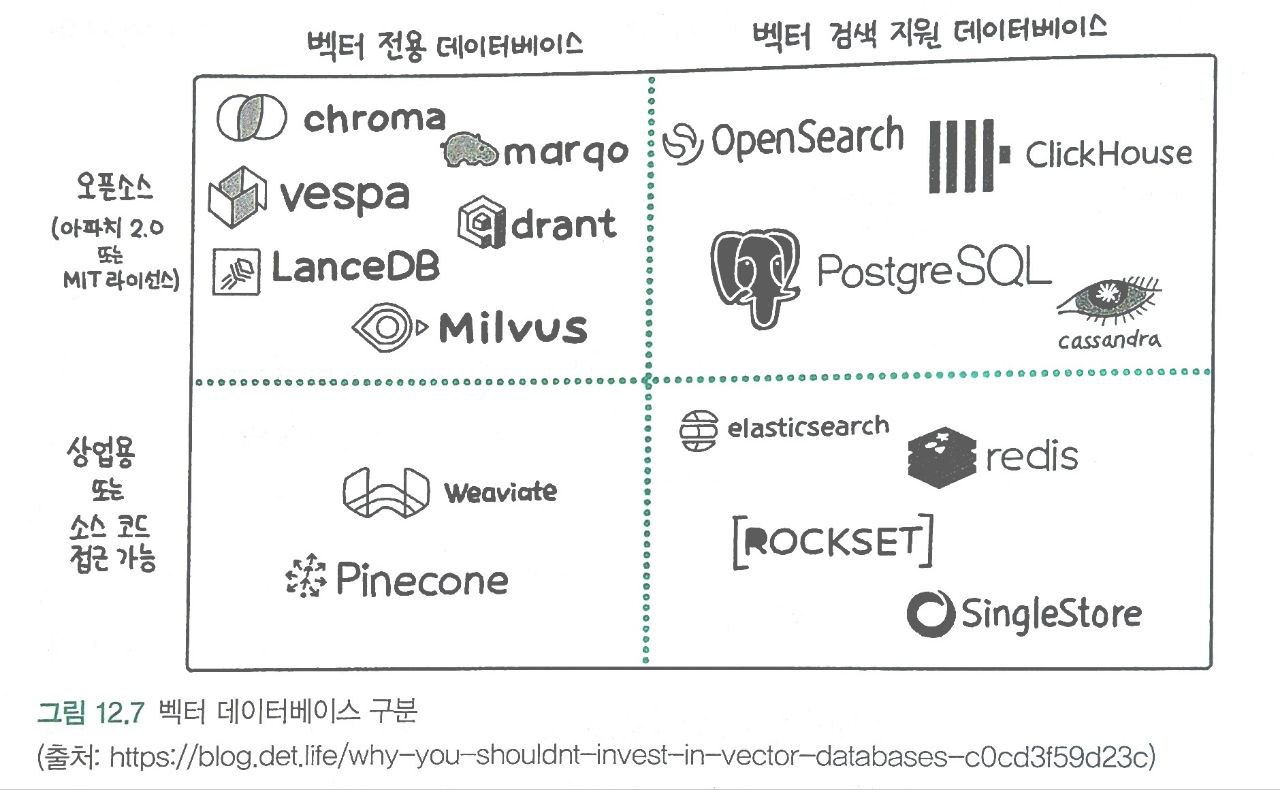 벡터 전용 데이터베이스
벡터 검색 지원 데이터베이스
오픈소스
(아파치 2.0
또는
MIT 라이선스)
chroma
marqo
vespa
qdrant
LanceDB
Milvus
OpenSearch
ClickHouse
PostgreSQL
cassandra
상업용
또는
소스 코드
접근 가능
Weaviate
Pinecone
elasticsearch
redis
[ROCKSET]
SingleStore
그림 12.7 벡터 데이터베이스 구분
(출처: https://blog.det.life/why-you-shouldnt-invest-in-vector-databases-c0cd3f59d23c)